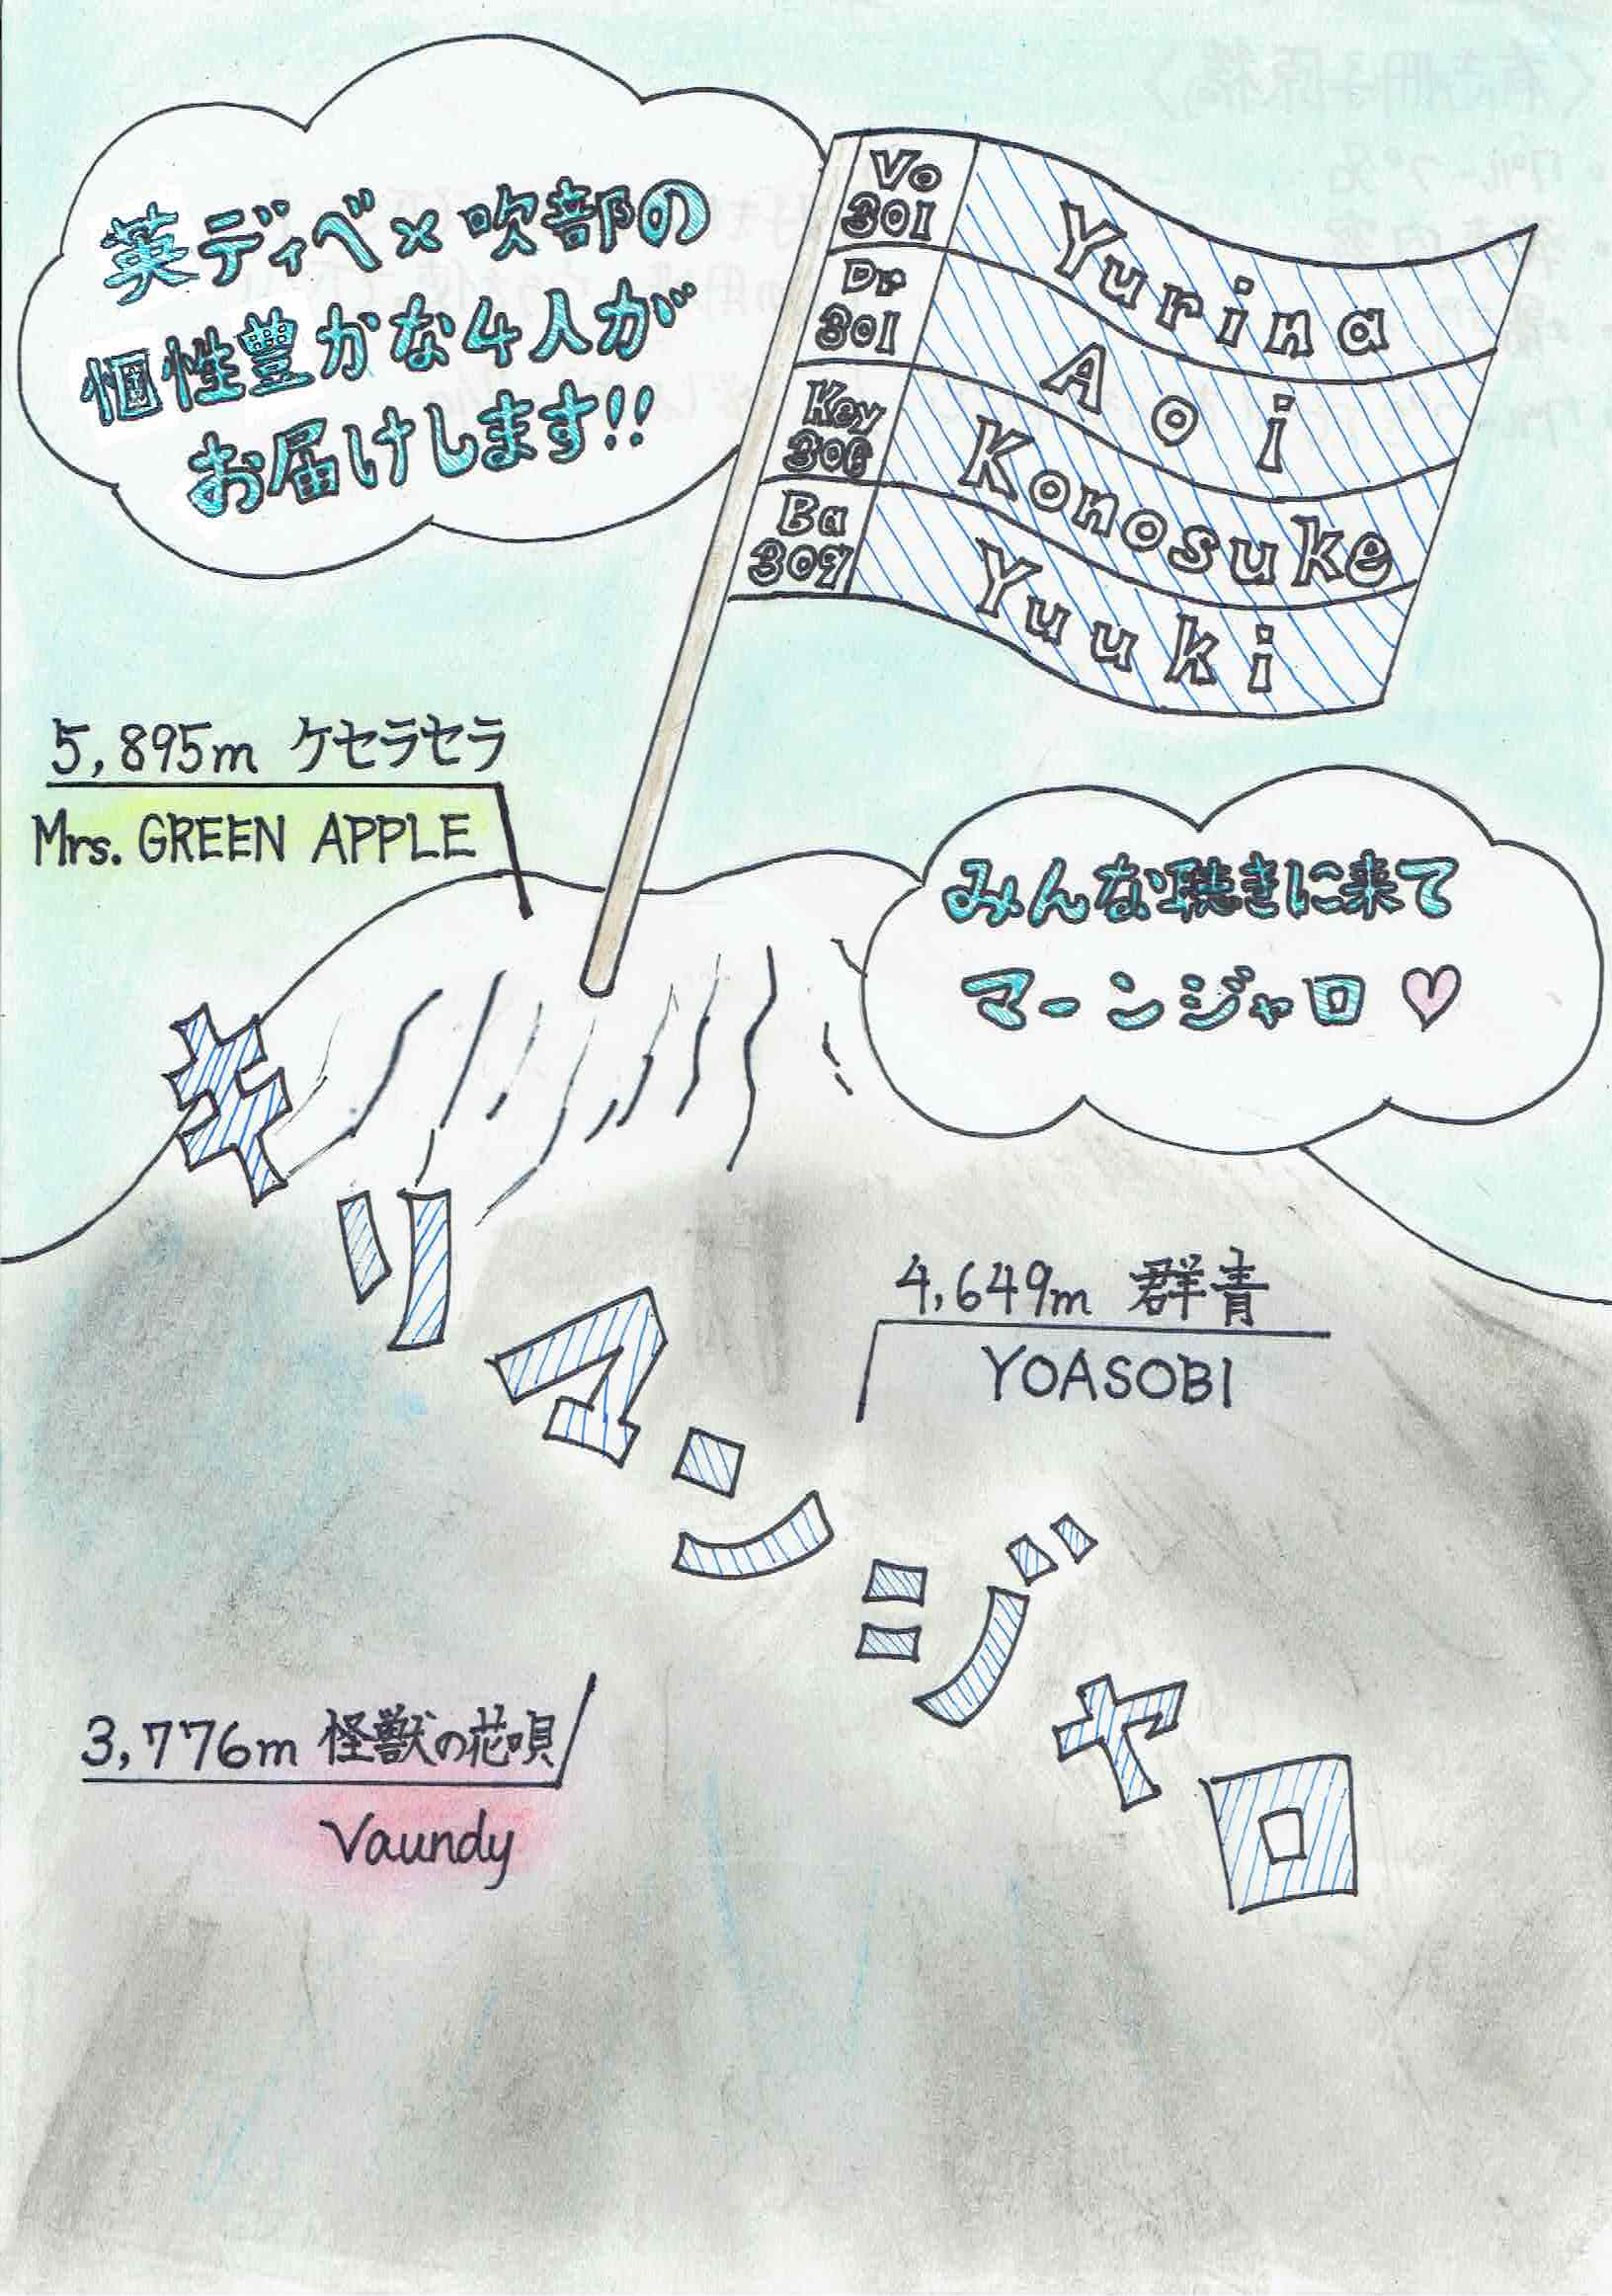 英ディベ×吹部の
個性豊かな4人が
お届けします!!
Vo
301
Yurina
Dr
301
Aoi
Key
306
Konosuke
Ba
309
Yuuki
5,895m ケセラセラ
Mrs. GREEN APPLE
みんな聴きに来て
マーンジャロ♡
キリマンジャロ
4,649m 群青
YOASOBI
3,776m 怪獣の花唄
Vaundy